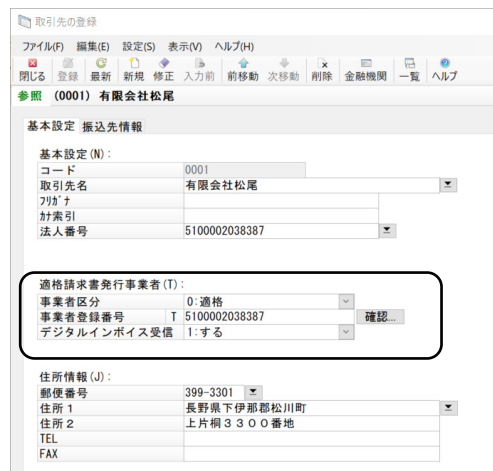 取引先の登録
ファイル(F) 編集(E) 設定(S) 表示(V) ヘルプ(H)
閉じる 登録 最新 新規 修正 入力前 前移動 次移動 削除 金融機関 一覧 ヘルプ
参照 (0001) 有限会社松尾
基本設定 振込先情報
基本設定(N):
コード 0001
取引先名 有限会社松尾
フリガナ
カナ索引
法人番号 5100002038387
適格請求書発行事業者(T):
事業者区分 0:適格
事業者登録番号 T 5100002038387 確認...
デジタルインボイス受信 1:する
住所情報(J):
郵便番号 399-3301
住所1 長野県下伊那郡松川町
住所2 上片桐3300番地
TEL
FAX